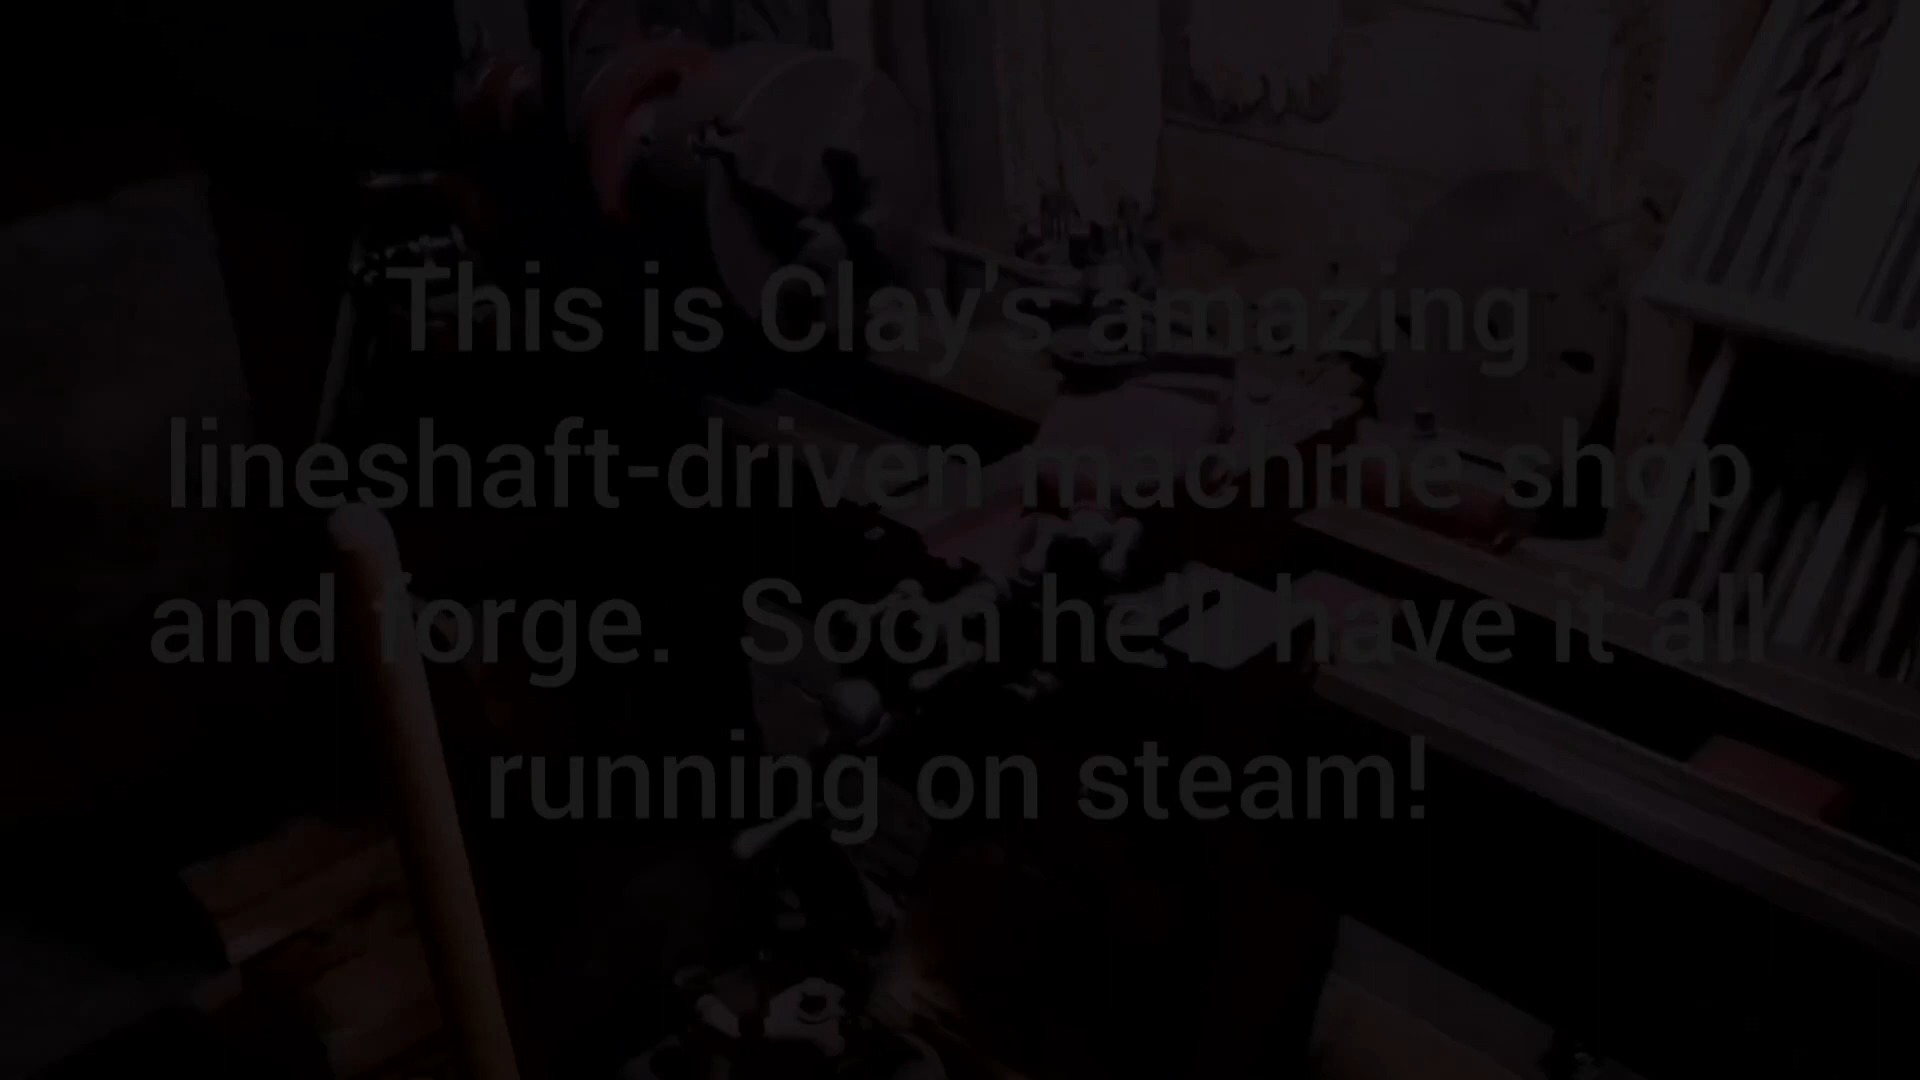 This is Clay's amazing
lineshaft-driven machine shop
and forge.  Soon he'll have it all
running on steam!